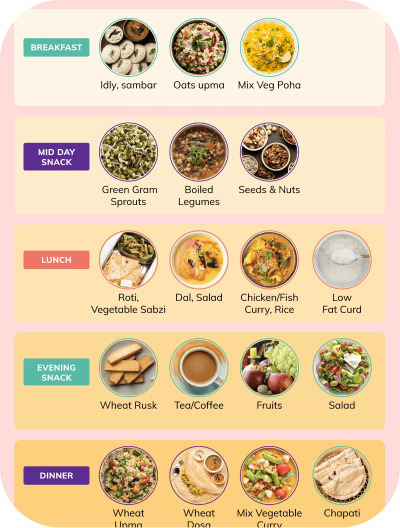 BREAKFAST
Idly, sambar
Oats upma
Mix Veg Poha
MID DAY
SNACK
Green Gram
Sprouts
Boiled
Legumes
Seeds & Nuts
LUNCH
Roti,
Vegetable Sabzi
Dal, Salad
Chicken/Fish
Curry, Rice
Low
Fat Curd
EVENING
SNACK
Wheat Rusk
Tea/Coffee
Fruits
Salad
DINNER
Wheat
Upma
Wheat
Dosa
Mix Vegetable
Curry
Chapati